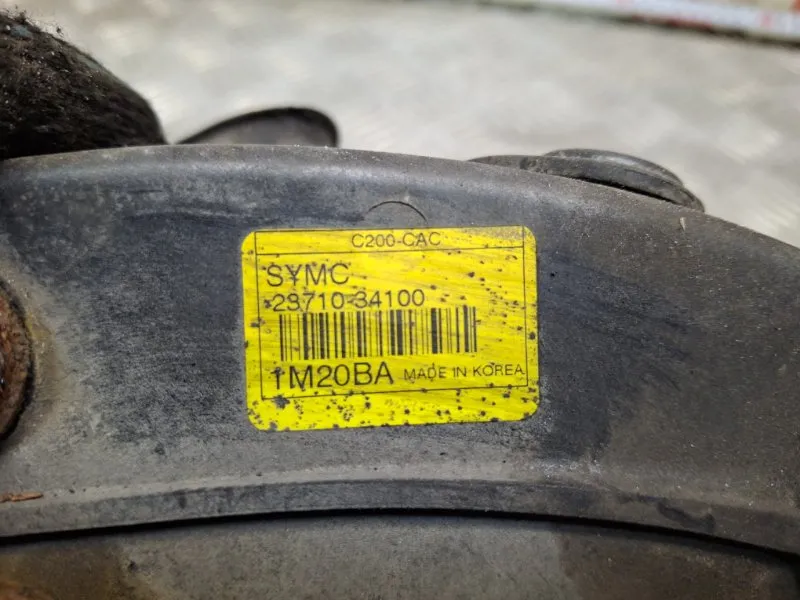 C200-CAC
SYMC
23710-34100
1M20BA MADE IN KOREA